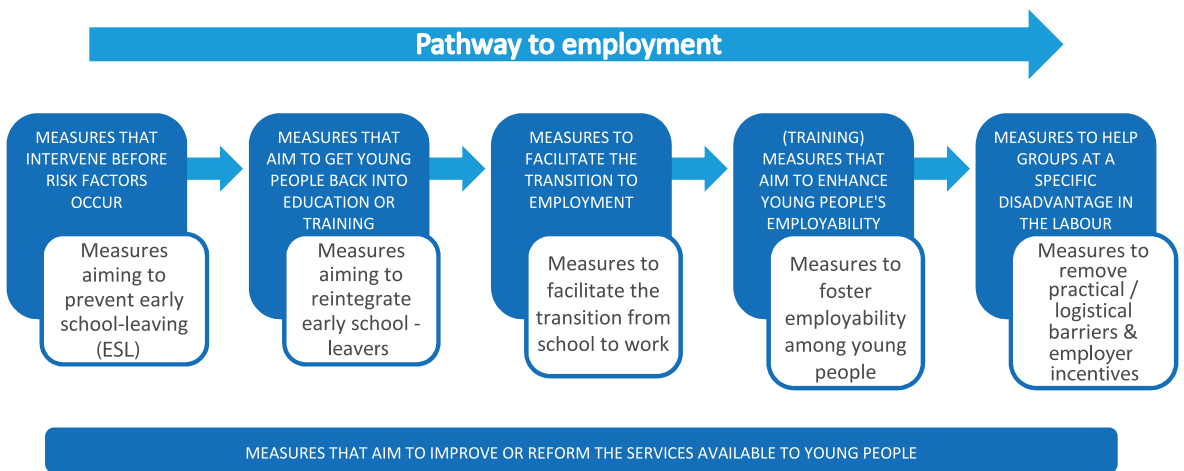 Pathway to employment
MEASURES THAT
INTERVENE BEFORE
RISK FACTORS
OCCUR
Measures
aiming to
prevent early
school-leaving
(ESL)
MEASURES THAT
AIM TO GET YOUNG
PEOPLE BACK INTO
EDUCATION OR
TRAINING
Measures
aiming to
reintegrate
early school -
leavers
MEASURES TO
FACILITATE THE
TRANSITION TO
EMPLOYMENT
Measures to
facilitate the
transition from
school to work
(TRAINING)
MEASURES THAT
AIM TO ENHANCE
YOUNG PEOPLE'S
EMPLOYABILITY
Measures to
foster
employability
among young
people
MEASURES TO HELP
GROUPS AT A
SPECIFIC
DISADVANTAGE IN
THE LABOUR
Measures to
remove
practical /
logistical
barriers &
employer
incentives
MEASURES THAT AIM TO IMPROVE OR REFORM THE SERVICES AVAILABLE TO YOUNG PEOPLE